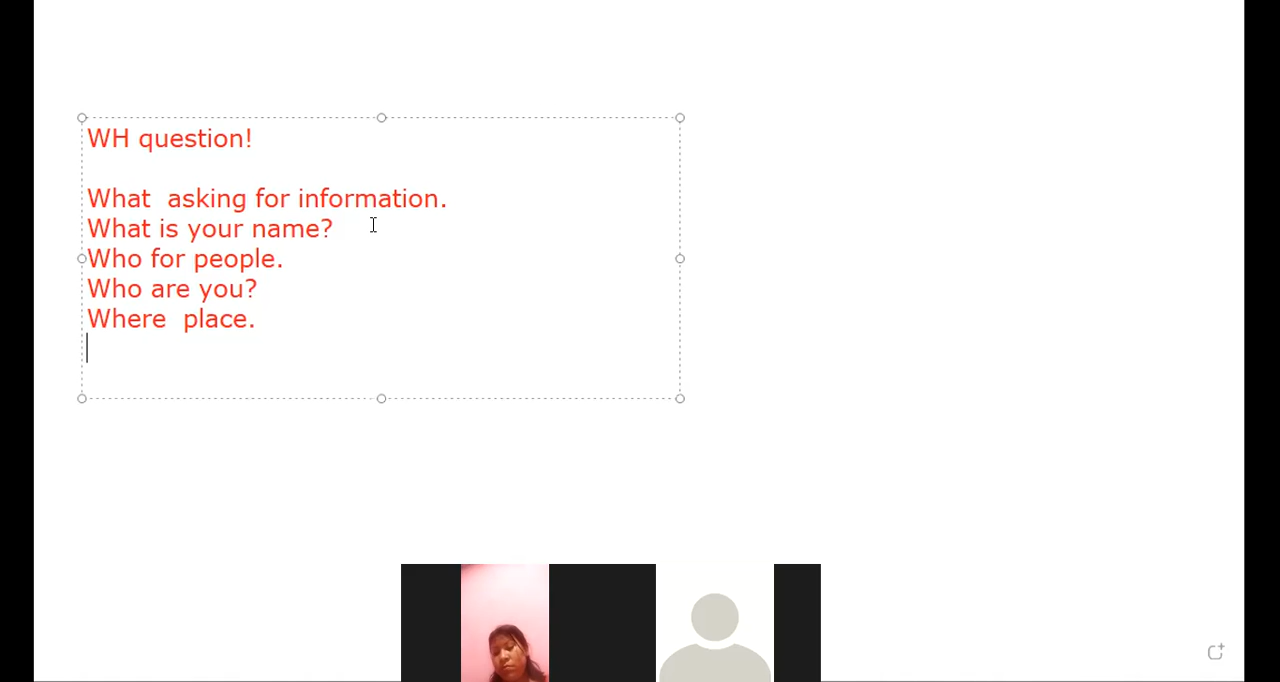 WH question!
What asking for information.
What is your name?
Who for people.
Who are you?
Where place.